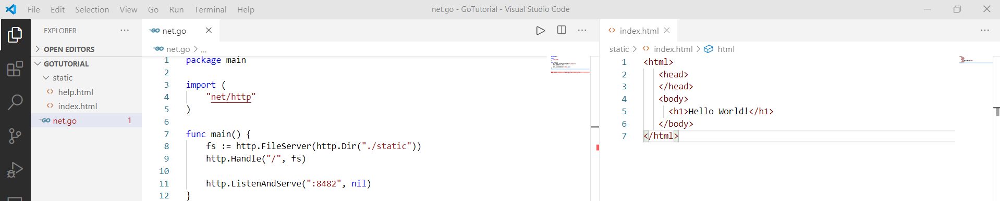 File Edit Selection View Go Run Terminal Help
net.go - GoTutorial - Visual Studio Code
EXPLORER
OPEN EDITORS
GOTUTORIAL
static
help.html
index.html
GO net.go 1
GO net.go
GO net.go > ...
1 package main
2
3 import (
4     "net/http"
5 )
6
7 func main() {
8     fs := http.FileServer(http.Dir("./static"))
9     http.Handle("/", fs)
10
11     http.ListenAndServe(":8482", nil)
12 }
<> index.html
static > <> index.html > html
1 <html>
2    <head>
3    </head>
4    <body>
5      <h1>Hello World!</h1>
6    </body>
7 </html>